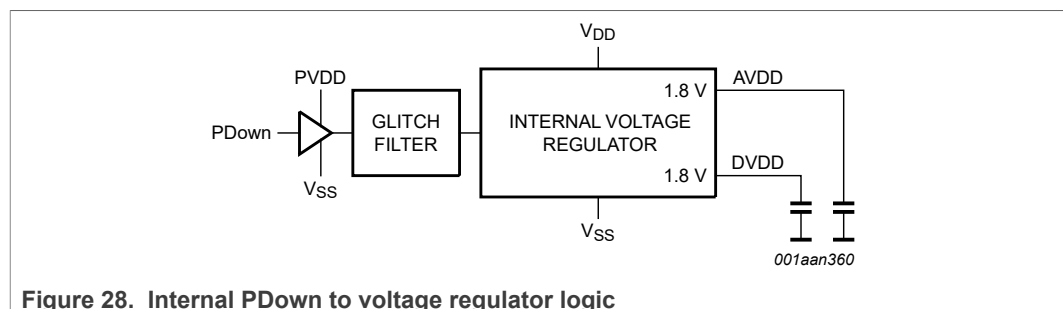 VDD
PVDD
AVDD
1.8 V
PDown
GLITCH
FILTER
INTERNAL VOLTAGE
REGULATOR
DVDD
1.8 V
VSS
VSS
001aan360
Figure 28. Internal PDown to voltage regulator logic